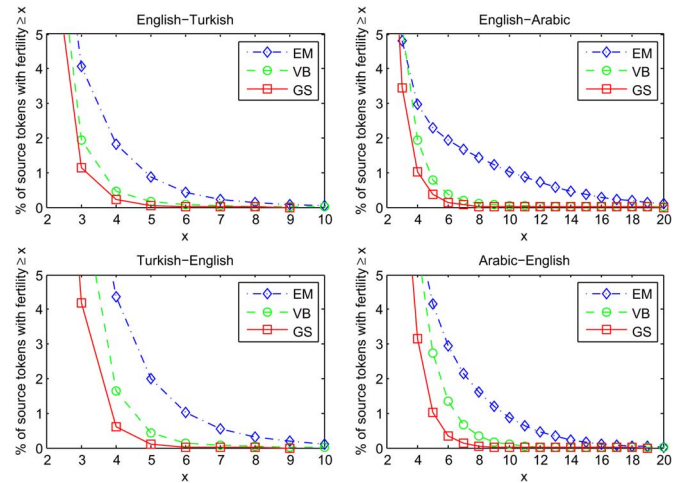 English−Turkish
% of source tokens with fertility ≥ x
5
4
3
2
1
0
EM
VB
GS
2 3 4 5 6 7 8 9 10
x
English−Arabic
% of source tokens with fertility ≥ x
5
4
3
2
1
0
EM
VB
GS
2 4 6 8 10 12 14 16 18 20
x
Turkish−English
% of source tokens with fertility ≥ x
5
4
3
2
1
0
EM
VB
GS
2 3 4 5 6 7 8 9 10
x
Arabic−English
% of source tokens with fertility ≥ x
5
4
3
2
1
0
EM
VB
GS
2 4 6 8 10 12 14 16 18 20
x